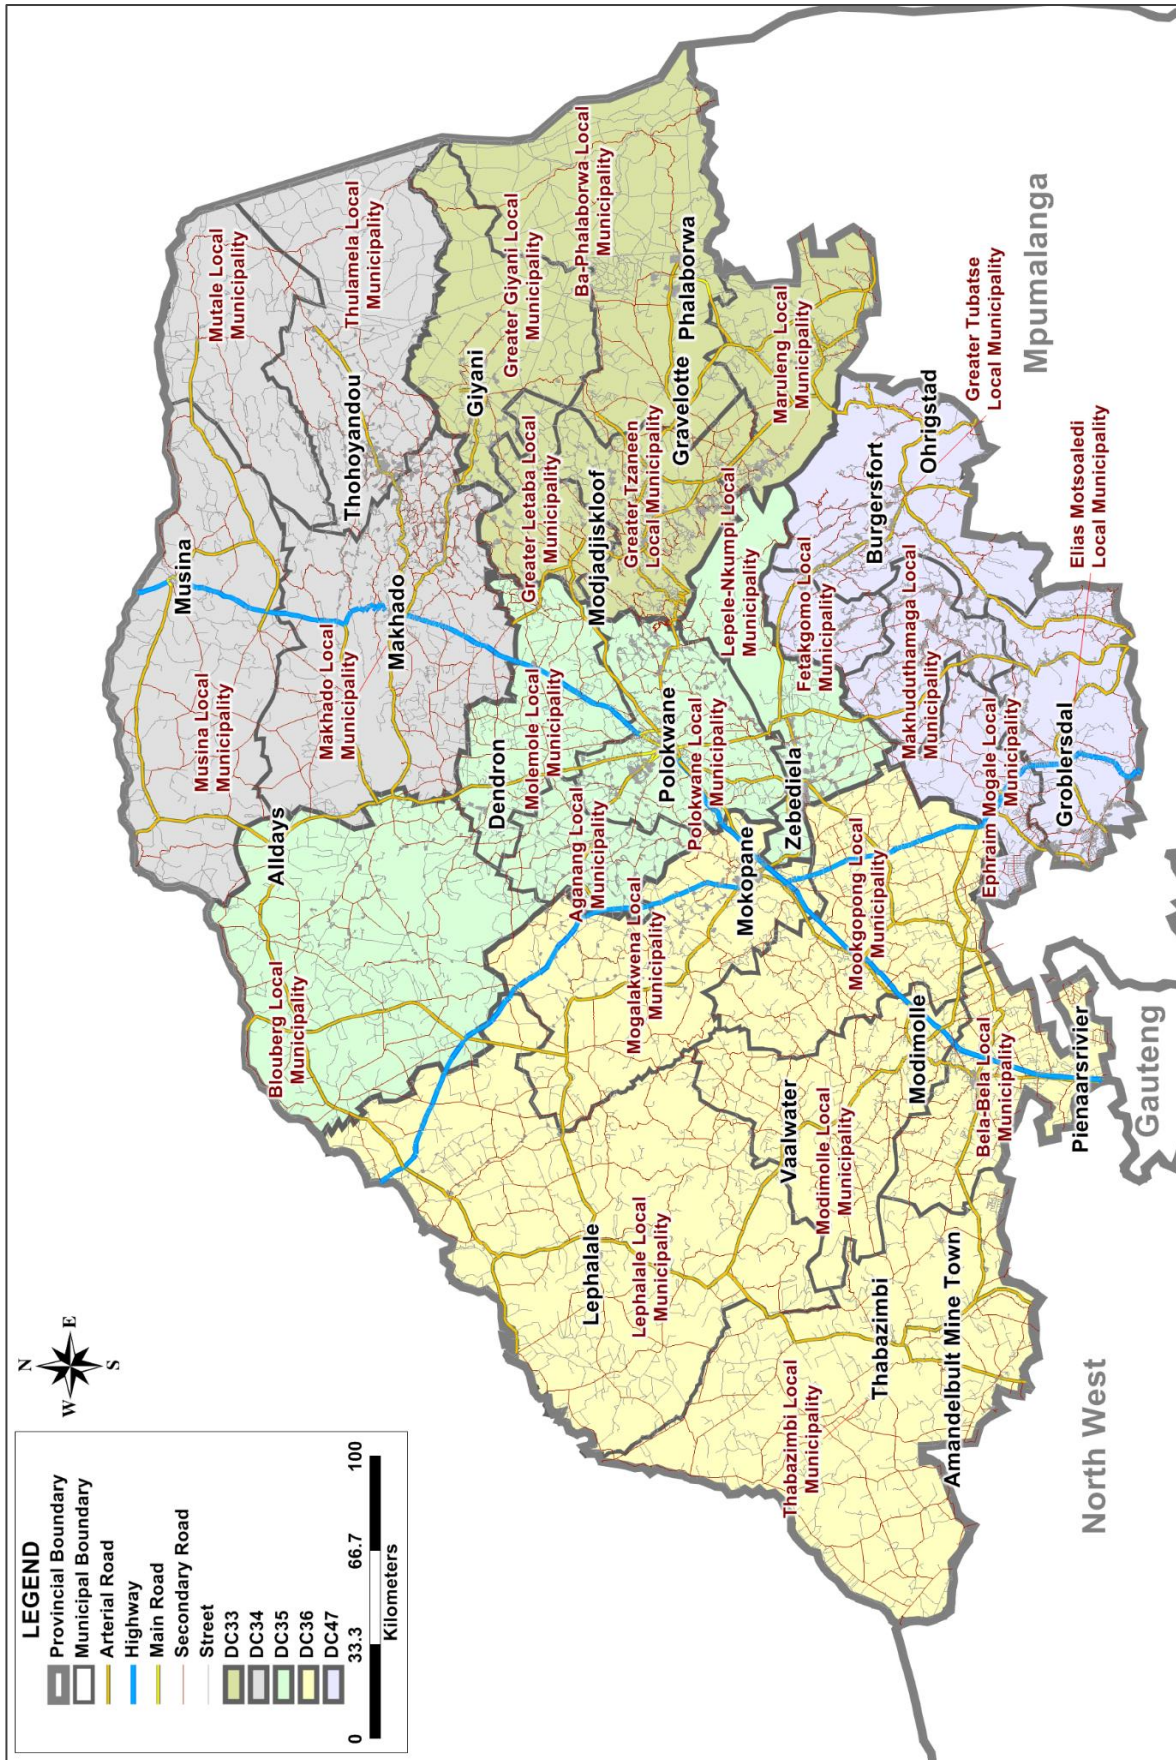 N
W
E
S
LEGEND
Provincial Boundary
Municipal Boundary
Arterial Road
Highway
Main Road
Secondary Road
Street
DC33
DC34
DC35
DC36
DC47
0
33.3
66.7
100
Kilometers
Musina
Mutale Local
Municipality
Musina Local
Municipality
Thulamela Local
Municipality
Thohoyandou
Makhado Local
Municipality
Makhado
Alldays
Blouberg Local
Municipality
Giyani
Greater Giyani Local
Municipality
Greater Letaba Local
Municipality
Ba-Phalaborwa Local
Municipality
Dendron
Molemole Local
Municipality
Modjadjiskloof
Aganang Local
Municipality
Greater Tzaneen
Local Municipality
Gravelotte
Phalaborwa
Lephalale
Lephalale Local
Municipality
Mogalakwena Local
Municipality
Polokwane
Polokwane Local
Municipality
Lepele-Nkumpi Local
Municipality
Maruleng Local
Municipality
Mokopane
Zebediela
Fetakgomo Local
Municipality
Vaalwater
Modimolle Local
Municipality
Thabazimbi Local
Municipality
Mookgopong Local
Municipality
Burgersfort
Ohrigstad
Greater Tubatse
Local Municipality
Makhduthamaga Local
Municipality
Thabazimbi
Modimolle
Ephraim Mogale Local
Municipality
Amandelbult Mine Town
Bela-Bela Local
Municipality
Groblersdal
Elias Motsoaledi
Local Municipality
Pienaarsrivier
Mpumalanga
North West
Gauteng